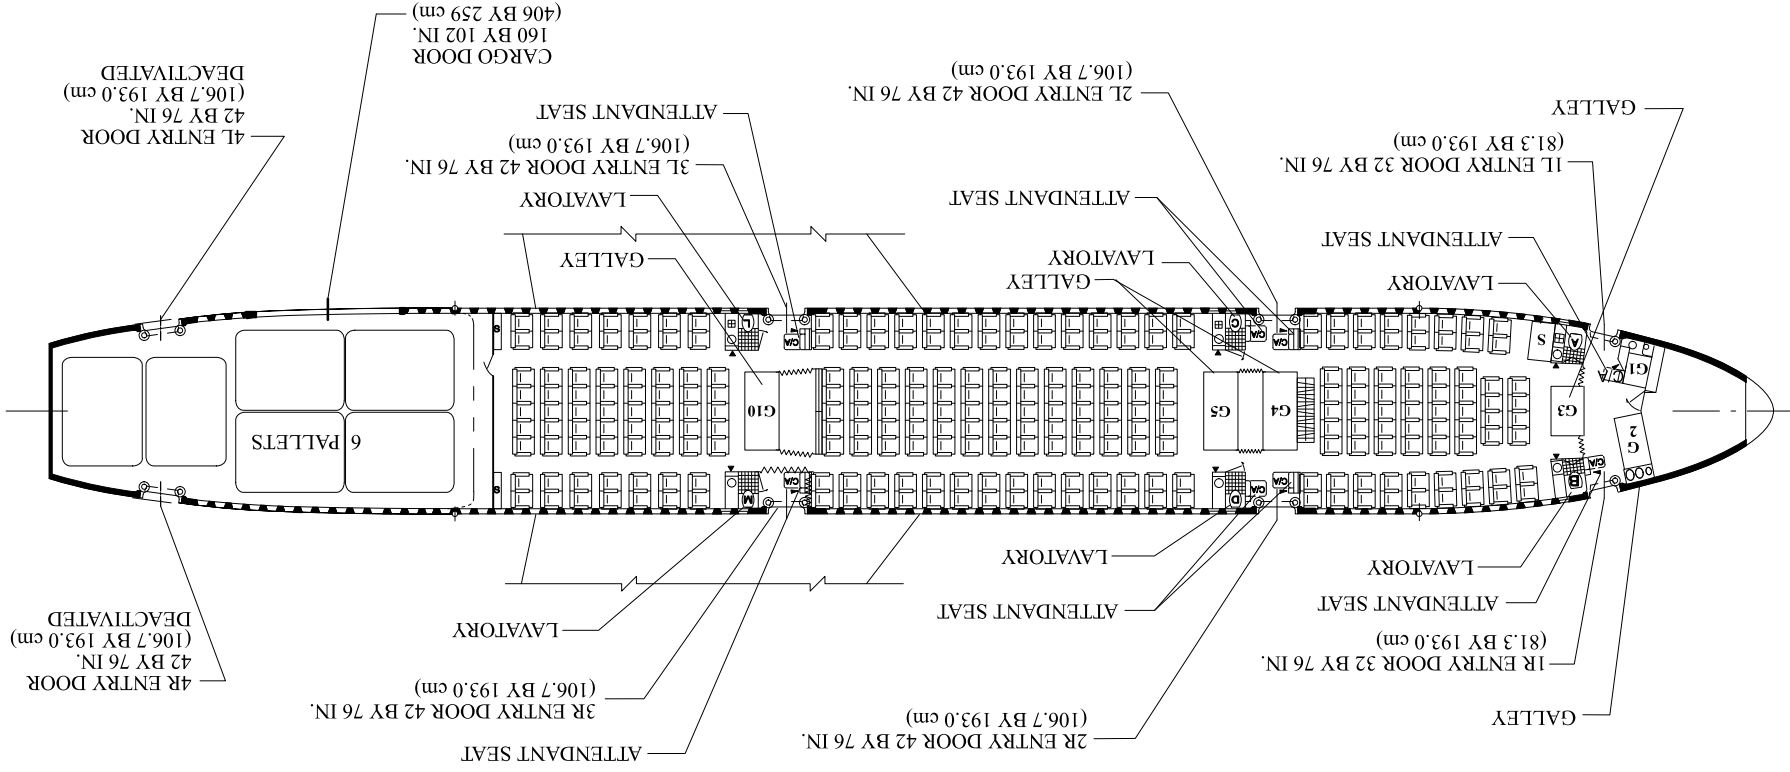 GALLEY
1R ENTRY DOOR 32 BY 76 IN.
(81.3 BY 193.0 cm)
ATTENDANT SEAT
LAVATORY
2R ENTRY DOOR 42 BY 76 IN.
(106.7 BY 193.0 cm)
ATTENDANT SEAT
LAVATORY
ATTENDANT SEAT
3R ENTRY DOOR 42 BY 76 IN.
(106.7 BY 193.0 cm)
LAVATORY
4R ENTRY DOOR
42 BY 76 IN.
(106.7 BY 193.0 cm)
DEACTIVATED
C/A
B
C/A
C/A
D
C/A
M
S
G
2
G1
G3
G4
G5
G10
6 PALLETS
C/A
A
S
C/A
C/A
C
C/A
L
S
LAVATORY
ATTENDANT SEAT
1L ENTRY DOOR 32 BY 76 IN.
(81.3 BY 193.0 cm)
GALLEY
GALLEY
LAVATORY
ATTENDANT SEAT
2L ENTRY DOOR 42 BY 76 IN.
(106.7 BY 193.0 cm)
GALLEY
LAVATORY
3L ENTRY DOOR 42 BY 76 IN.
(106.7 BY 193.0 cm)
ATTENDANT SEAT
CARGO DOOR
160 BY 102 IN.
(406 BY 259 cm)
4L ENTRY DOOR
42 BY 76 IN.
(106.7 BY 193.0 cm)
DEACTIVATED